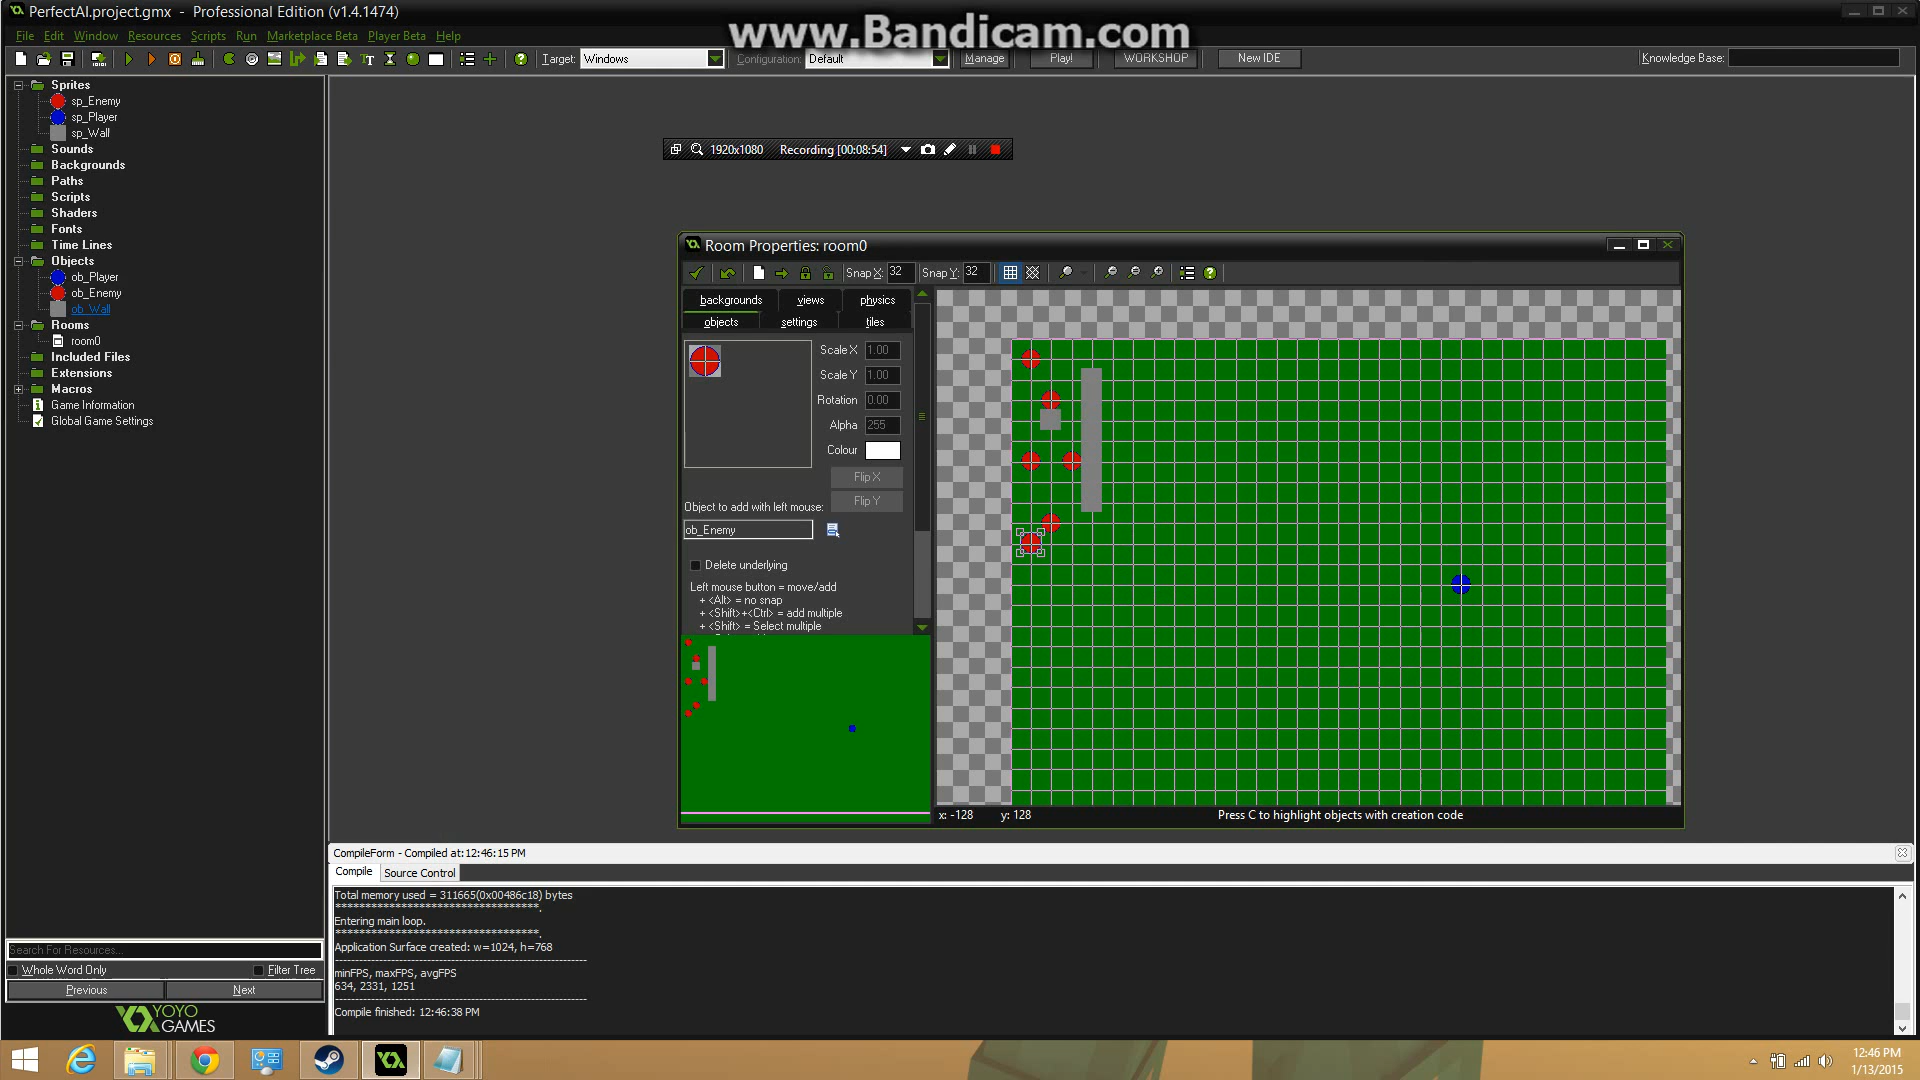 PerfectAI.project.gmx  -  Professional Edition (v1.4.1474)
www.Bandicam.com
File Edit Window Resources Scripts Run Marketplace Beta Player Beta Help
Target: Windows Configuration: Default Manage Play! WORKSHOP New IDE Knowledge Base:
Sprites
sp_Enemy
sp_Player
sp_Wall
Sounds
Backgrounds
Paths
Scripts
Shaders
Fonts
Time Lines
Objects
ob_Player
ob_Enemy
ob_Wall
Rooms
room0
Included Files
Extensions
Macros
Game Information
Global Game Settings
Search For Resources...
Whole Word Only Filter Tree
Previous Next
YOYO
GAMES
1920x1080 Recording [00:08:54]
Room Properties: room0
Snap X: 32 Snap Y: 32
backgrounds views physics
objects settings tiles
Scale X 1.00
Scale Y 1.00
Rotation 0.00
Alpha 255
Colour
Flip X
Flip Y
Object to add with left mouse:
ob_Enemy
Delete underlying
Left mouse button = move/add
+ <Alt> = no snap
+ <Shift>+<Ctrl> = add multiple
+ <Shift> = Select multiple
x: -128 y: 128 Press C to highlight objects with creation code
CompileForm - Compiled at:12:46:15 PM
Compile Source Control
Total memory used = 311665(0x00486c18) bytes
**********************************.
Entering main loop.
**********************************.
Application Surface created: w=1024, h=768
---------------------------------------------------------------
minFPS, maxFPS, avgFPS
634, 2331, 1251
---------------------------------------------------------------
Compile finished: 12:46:38 PM
12:46 PM
1/13/2015